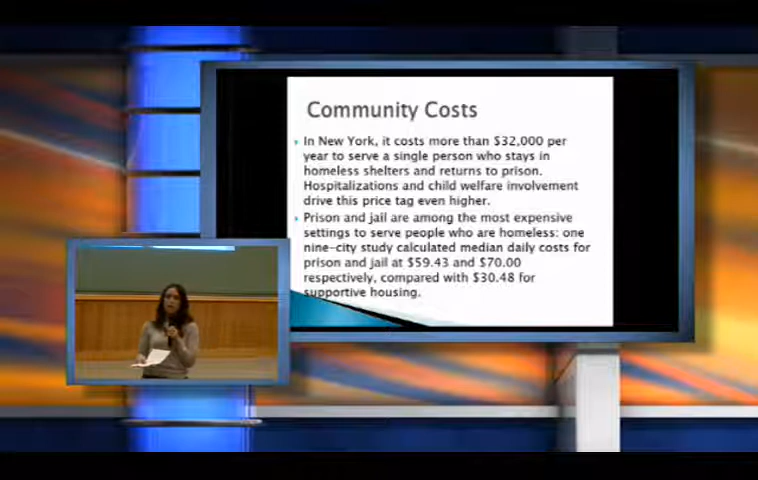 Community Costs
In New York, it costs more than $32,000 per
year to serve a single person who stays in
homeless shelters and returns to prison.
Hospitalizations and child welfare involvement
drive this price tag even higher.
Prison and jail are among the most expensive
settings to serve people who are homeless: one
nine-city study calculated median daily costs for
prison and jail at $59.43 and $70.00
respectively, compared with $30.48 for
supportive housing.